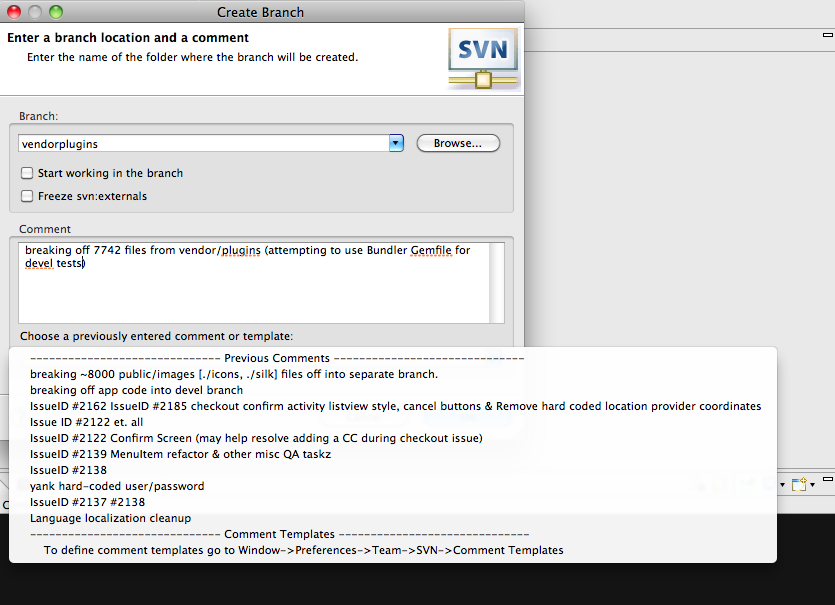 Create Branch
Enter a branch location and a comment
Enter the name of the folder where the branch will be created.
SVN
Branch:
vendorplugins
Browse...
Start working in the branch
Freeze svn:externals
Comment
breaking off 7742 files from vendor/plugins (attempting to use Bundler Gemfile for
devel tests)
Choose a previously entered comment or template:
----------------------------- Previous Comments -----------------------------
breaking ~8000 public/images [./icons, ./silk] files off into separate branch.
breaking off app code into devel branch
IssueID #2162 IssueID #2185 checkout confirm activity listview style, cancel buttons & Remove hard coded location provider coordinates
Issue ID #2122 et. all
IssueID #2122 Confirm Screen (may help resolve adding a CC during checkout issue)
IssueID #2139 MenuItem refactor & other misc QA taskz
IssueID #2138
yank hard-coded user/password
IssueID #2137 #2138
Language localization cleanup
----------------------------- Comment Templates -----------------------------
To define comment templates go to Window->Preferences->Team->SVN->Comment Templates